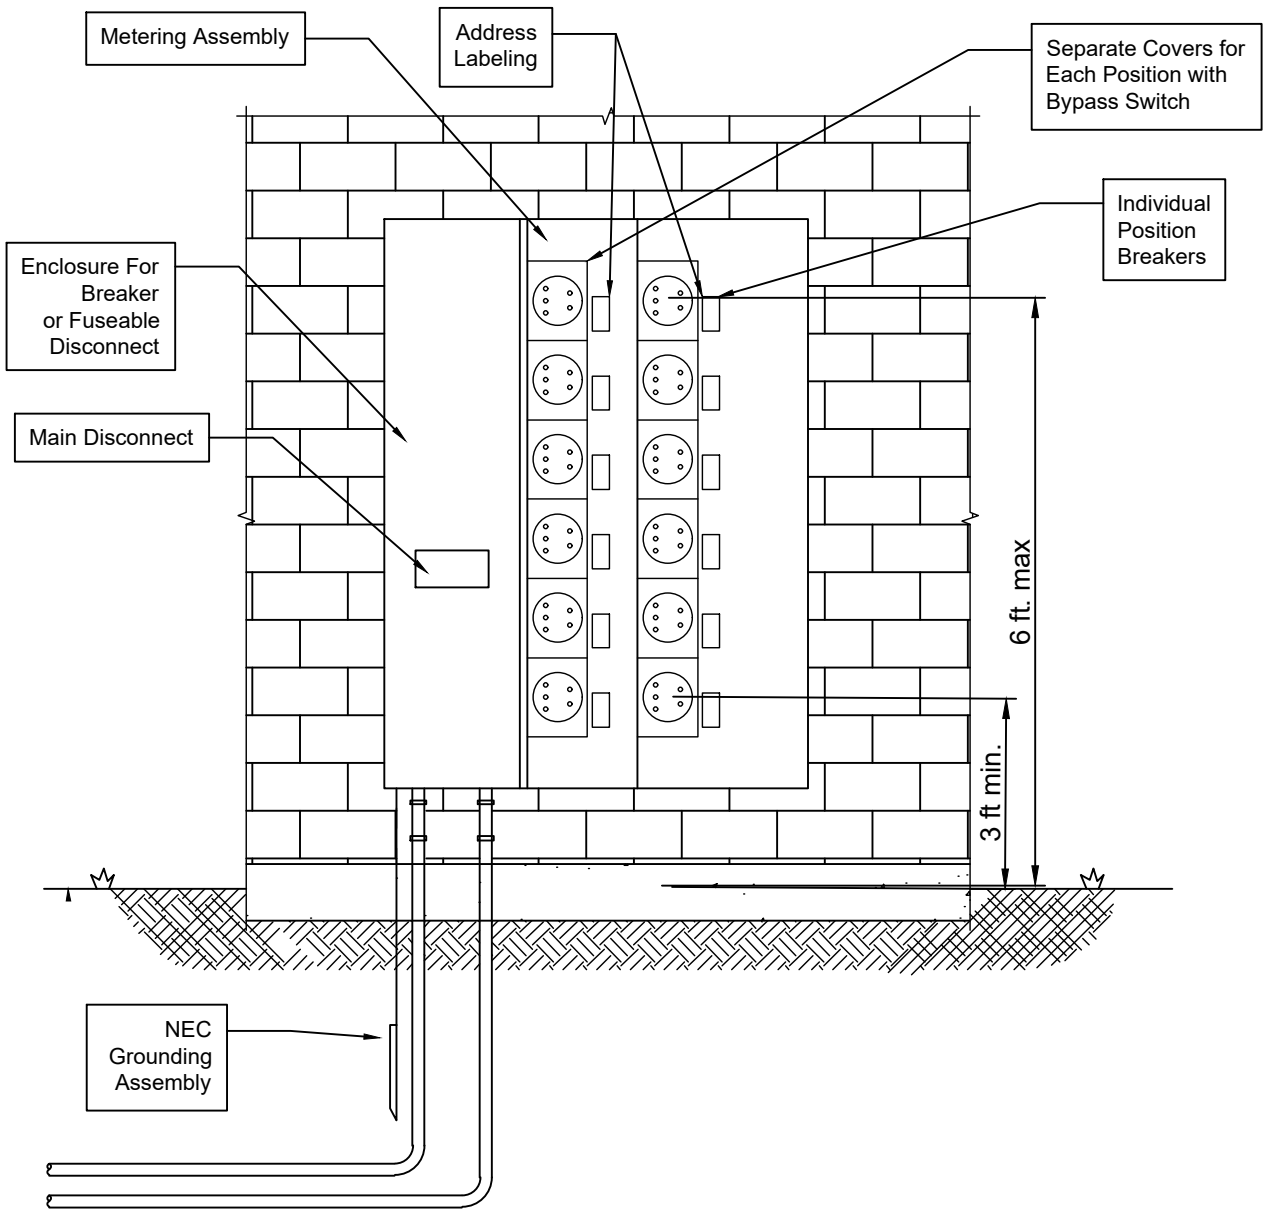 Metering Assembly
Address
Labeling
Separate Covers for
Each Position with
Bypass Switch
Individual
Position
Breakers
Enclosure For
Breaker
or Fuseable
Disconnect
Main Disconnect
6 ft. max
3 ft min.
NEC
Grounding
Assembly